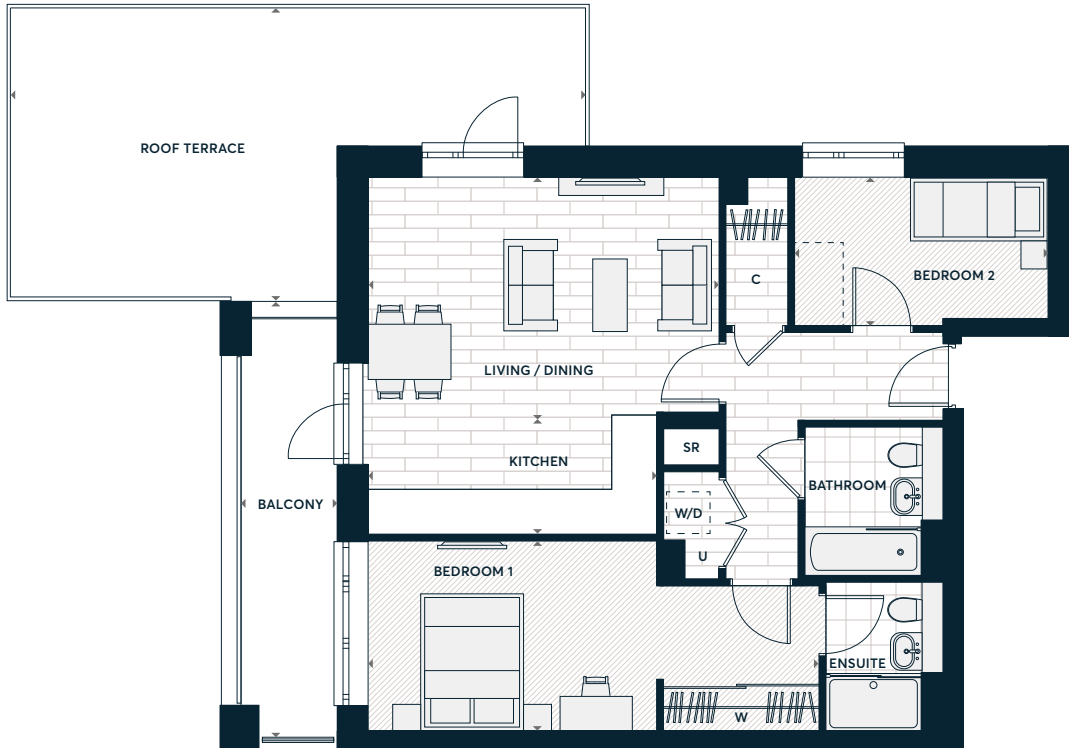 ROOF TERRACE
C
BEDROOM 2
LIVING / DINING
KITCHEN
SR
BATHROOM
BALCONY
W/D
U
BEDROOM 1
ENSUITE
W